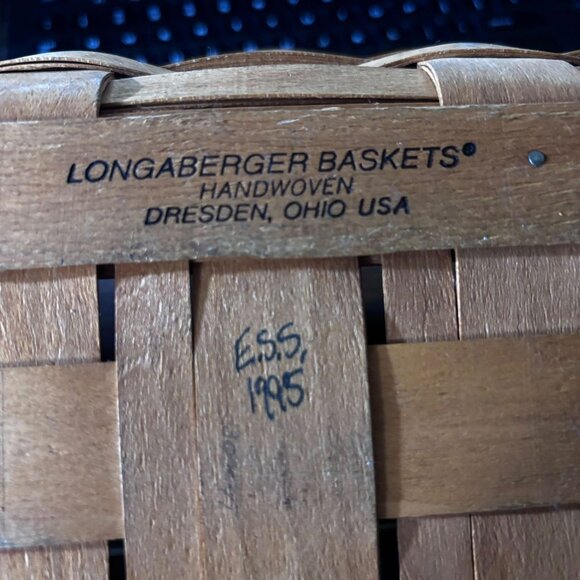 LONGABERGER BASKETS®
HANDWOVEN
DRESDEN, OHIO USA
E.S.S.
1995